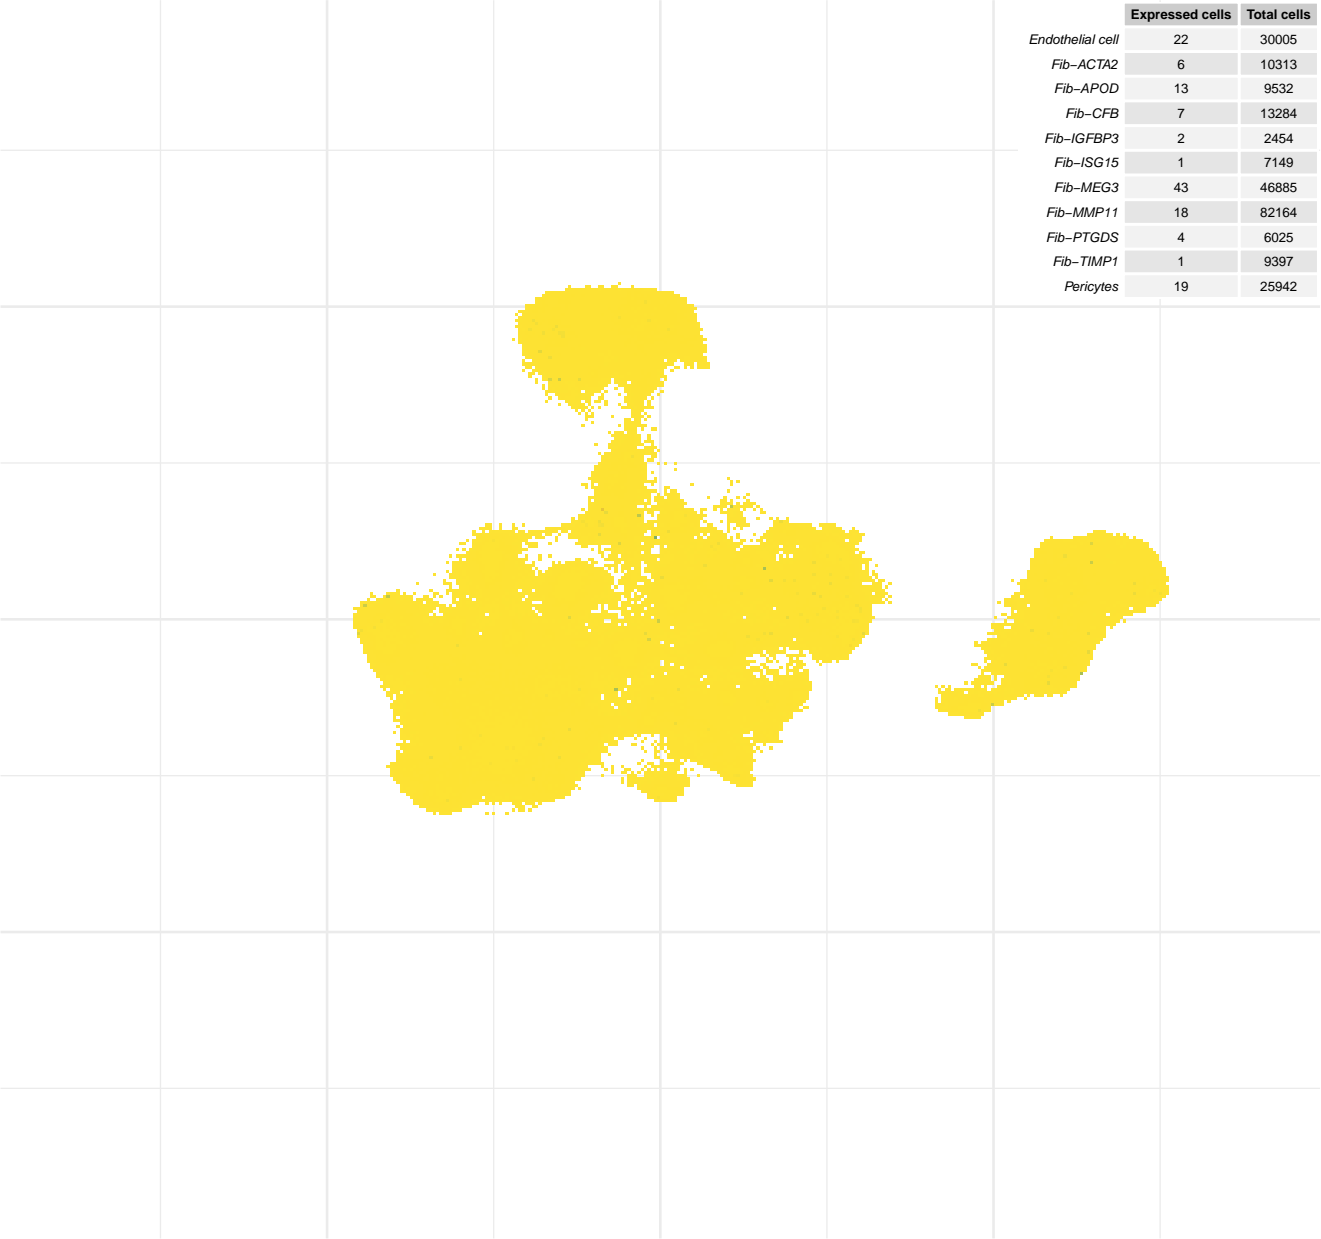 Expressed cells Total cells
Endothelial cell 22 30005
Fib−ACTA2 6 10313
Fib−APOD 13 9532
Fib−CFB 7 13284
Fib−IGFBP3 2 2454
Fib−ISG15 1 7149
Fib−MEG3 43 46885
Fib−MMP11 18 82164
Fib−PTGDS 4 6025
Fib−TIMP1 1 9397
Pericytes 19 25942